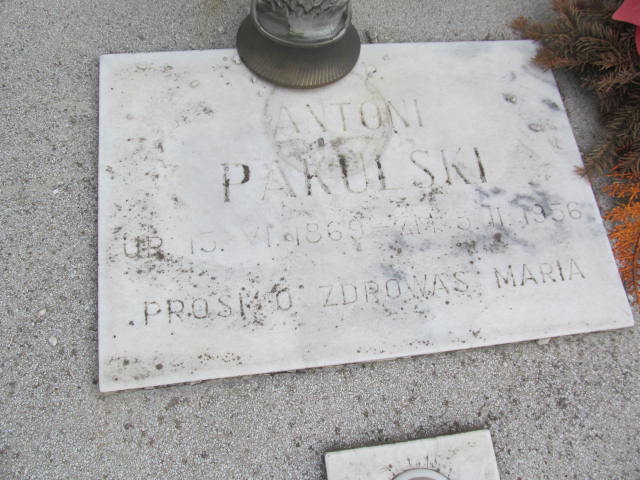 ANTONI
PAKULSKI
UR. 15. VI. 1869 - ZM. 5. II. 1956
PROSI O ZDROWAS MARIA